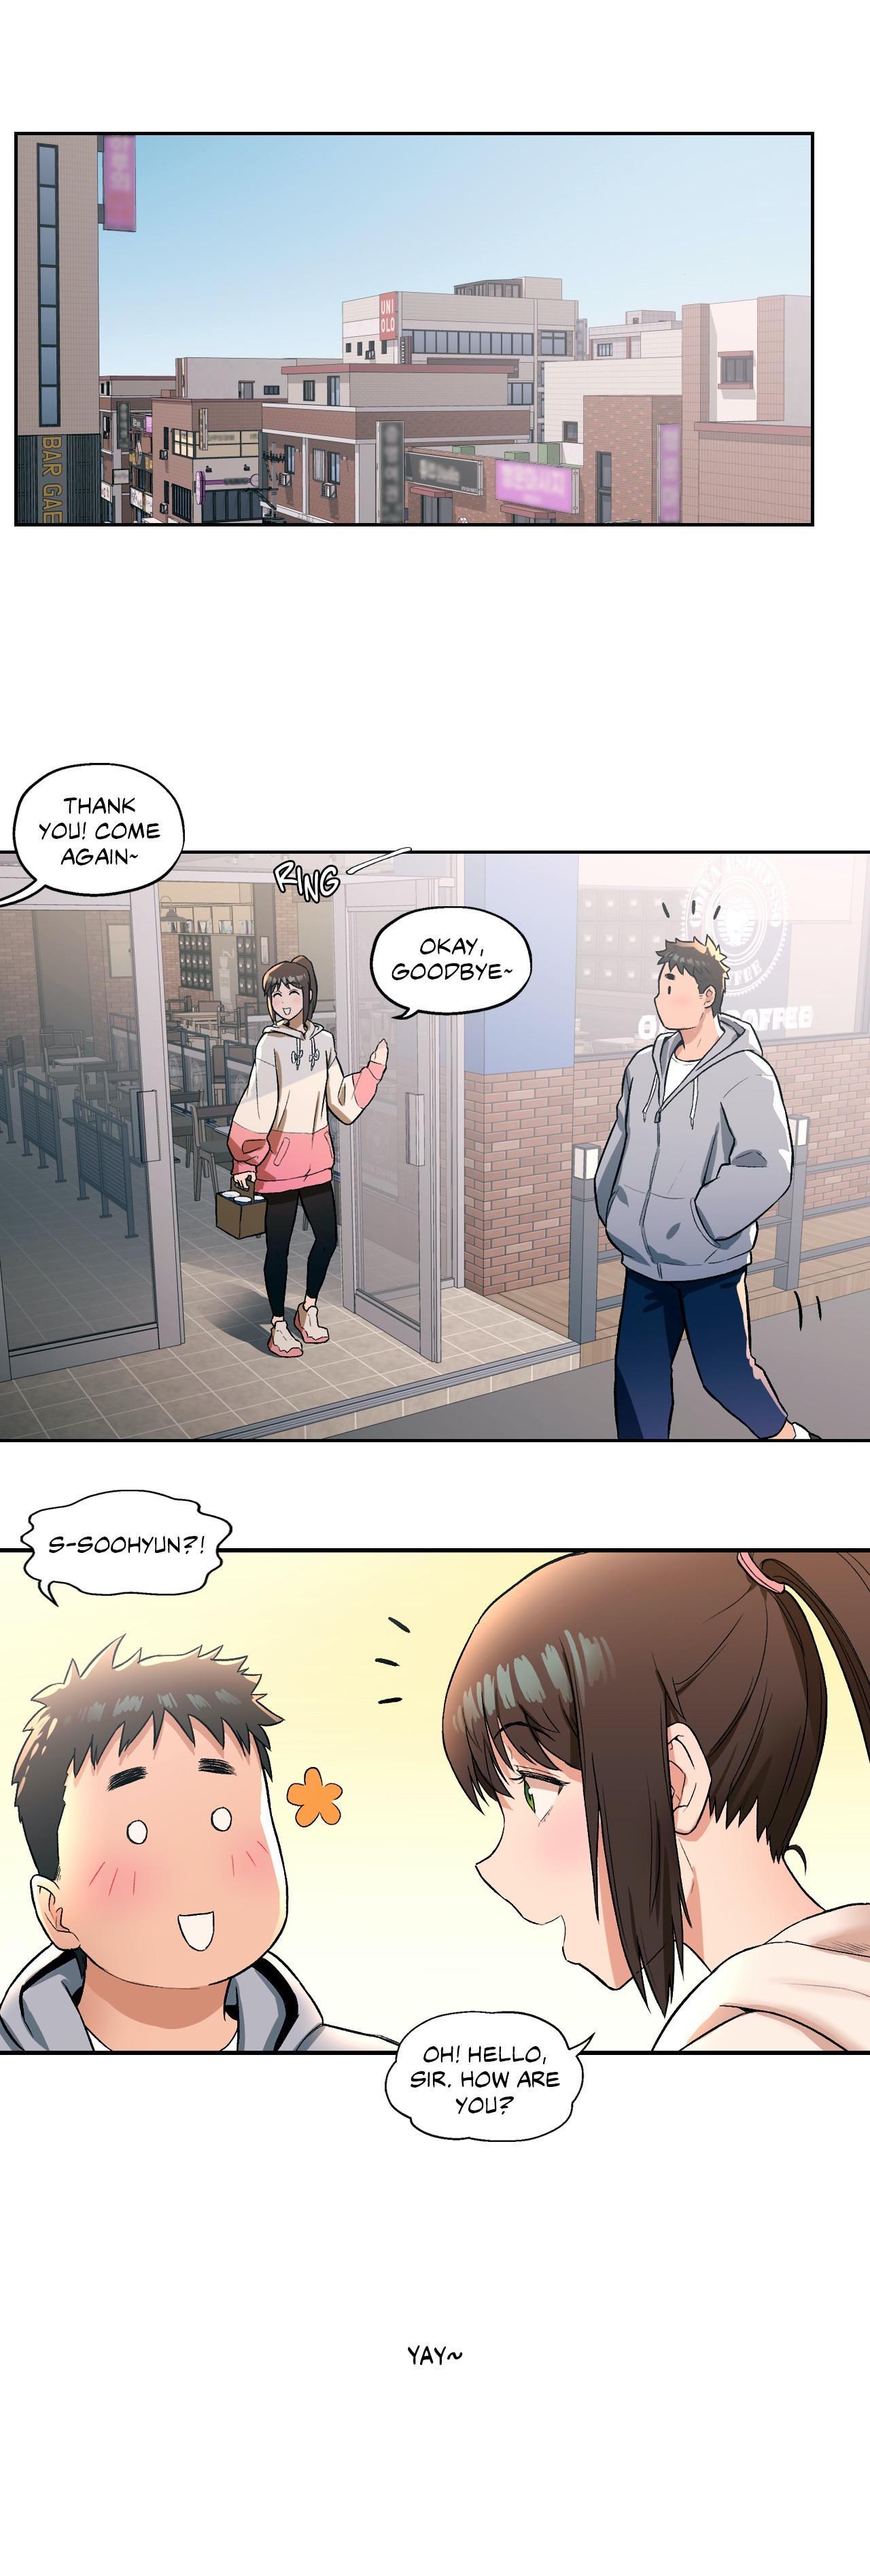 UNI
QLO
BAR GAE
THANK
YOU! COME
AGAIN~
RING
OKAY,
GOODBYE~
S-SOOHYUN?!
OH! HELLO,
SIR. HOW ARE
YOU?
YAY~